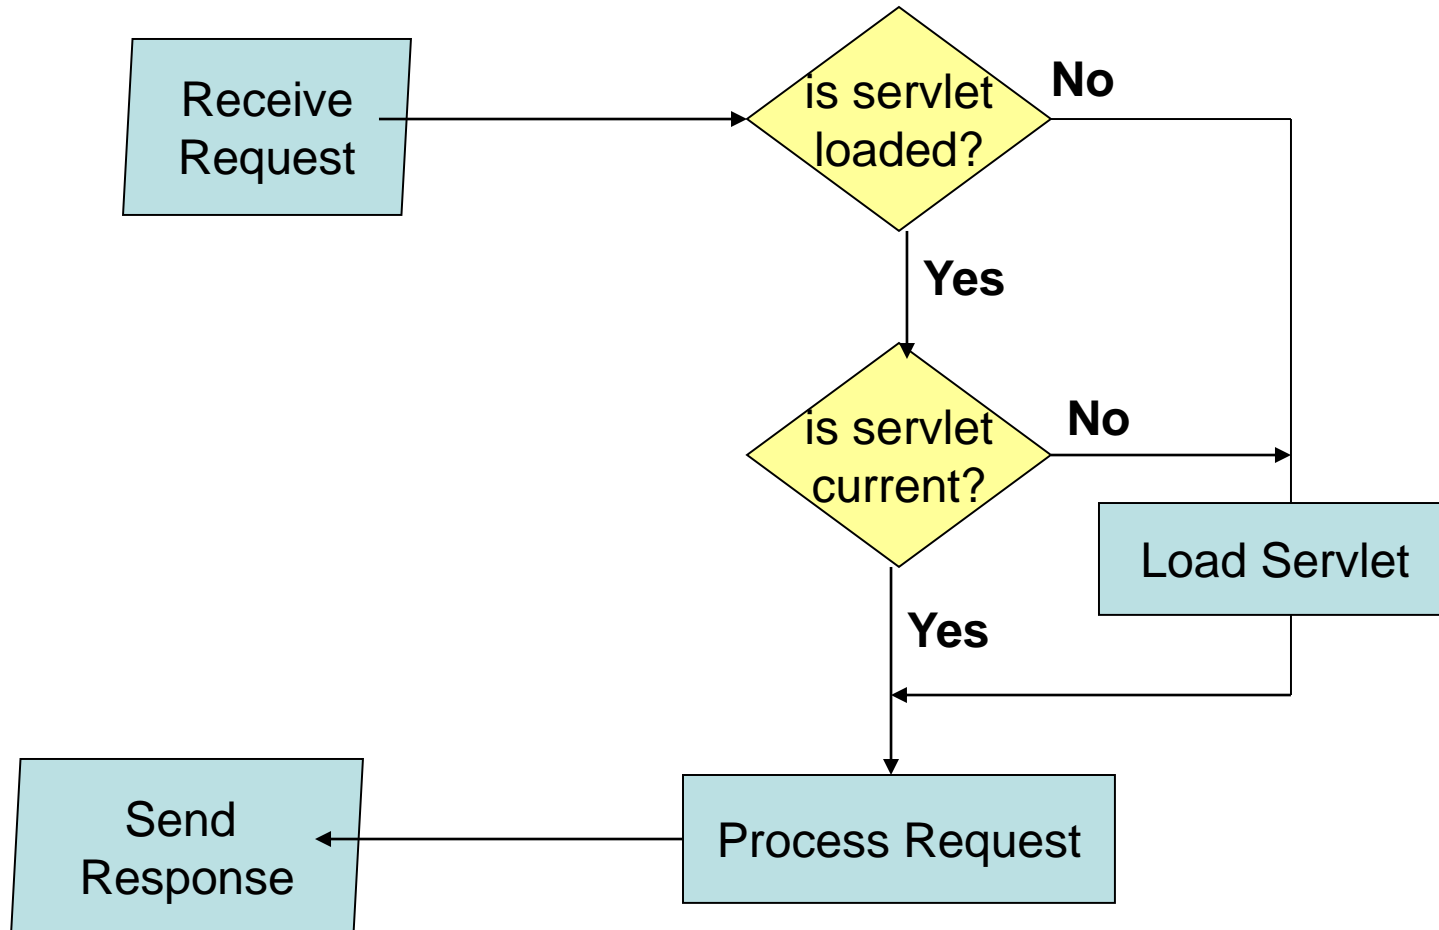 Receive
Request
is servlet
loaded?
No
Yes
is servlet
current?
No
Load Servlet
Yes
Process Request
Send
Response